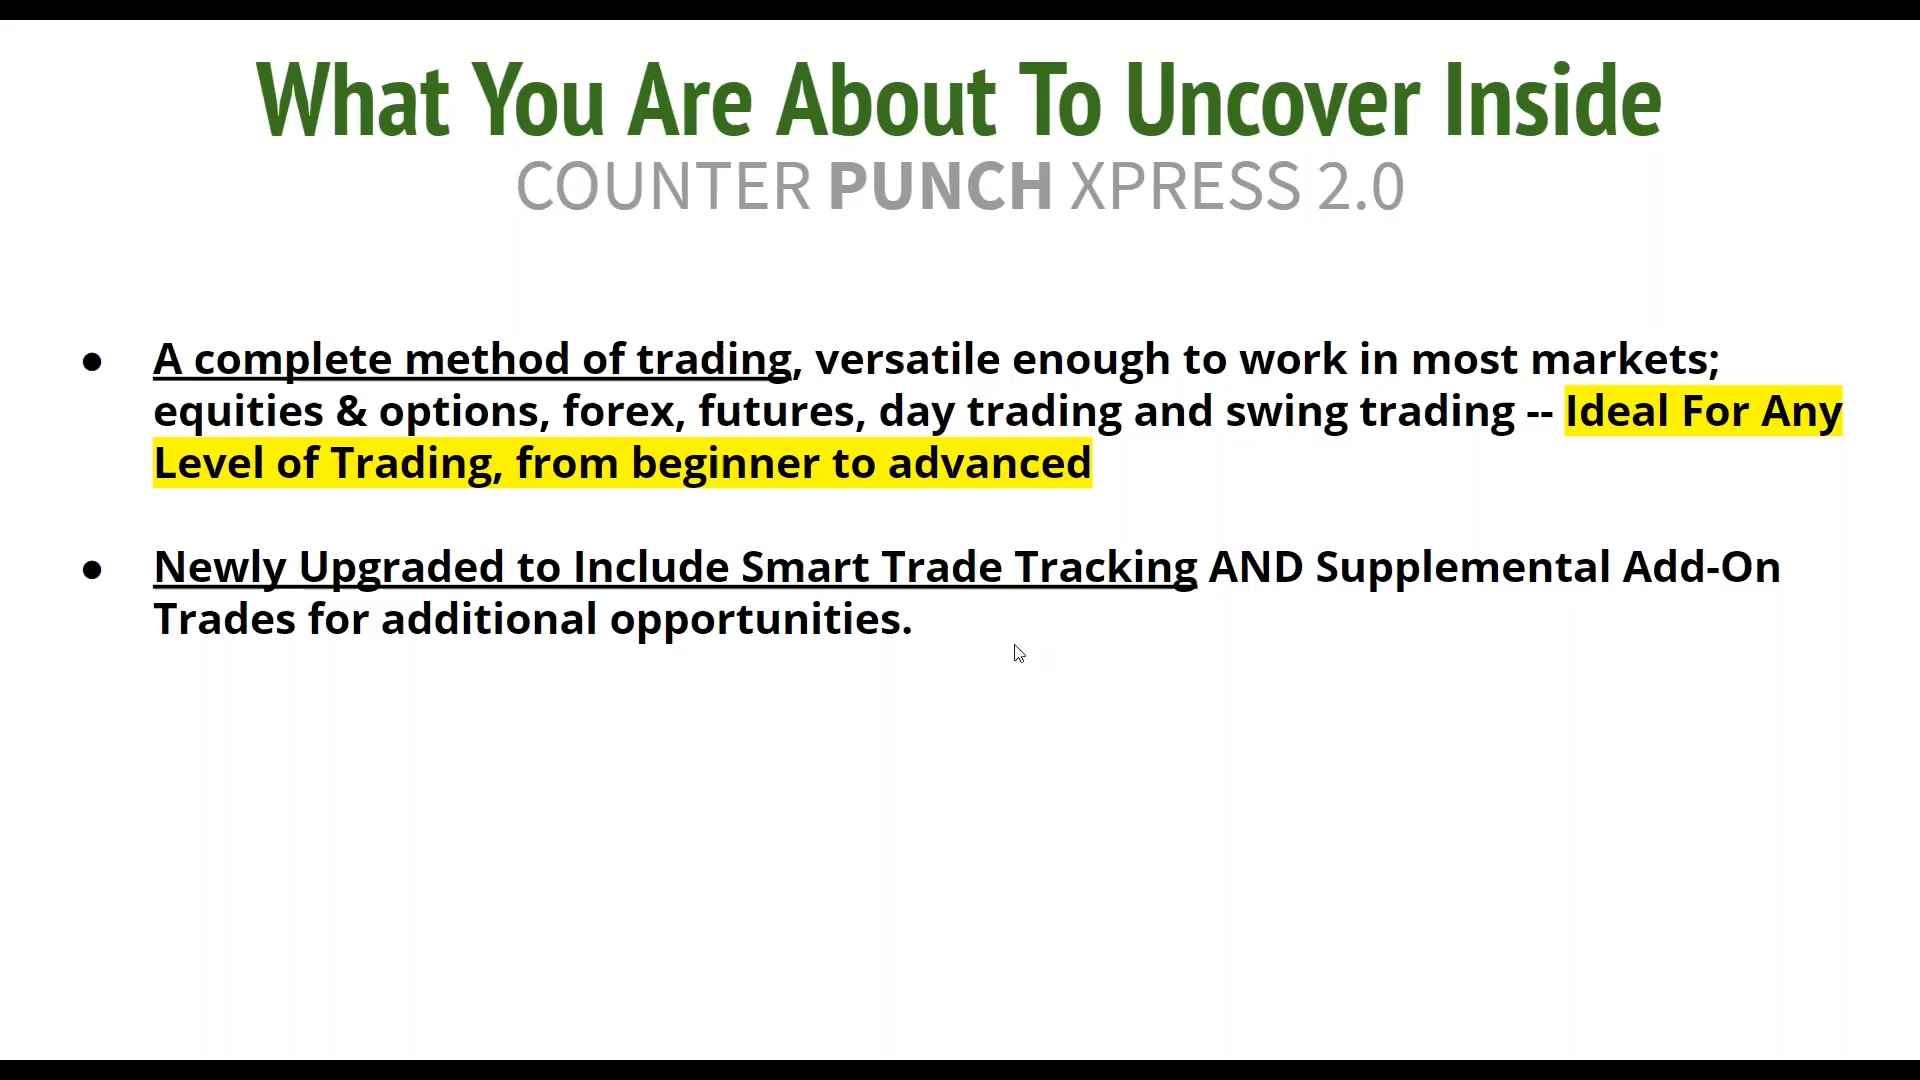 What You Are About To Uncover Inside
COUNTER PUNCH XPRESS 2.0
● A complete method of trading, versatile enough to work in most markets;
equities & options, forex, futures, day trading and swing trading -- Ideal For Any
Level of Trading, from beginner to advanced
● Newly Upgraded to Include Smart Trade Tracking AND Supplemental Add-On
Trades for additional opportunities.